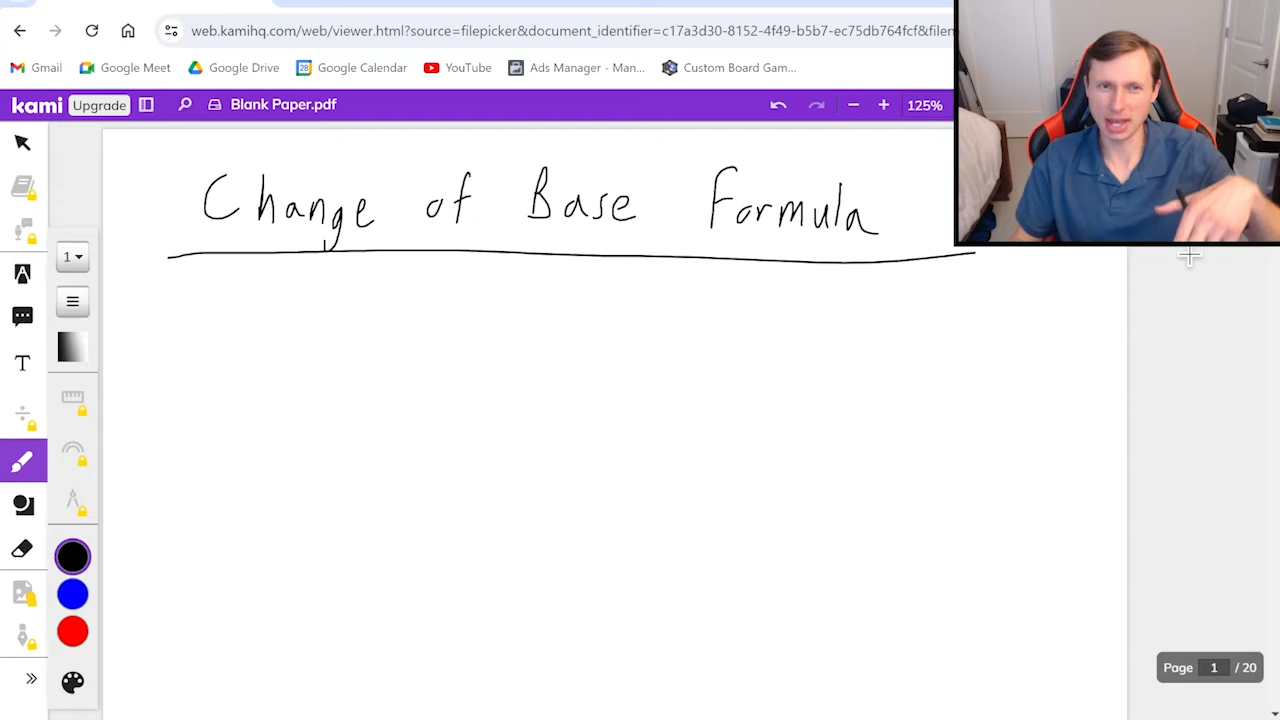 web.kamihq.com/web/viewer.html?source=filepicker&document_identifier=c17a3d30-8152-4f49-b5b7-ec75db764fcf&filen
Gmail Google Meet Google Drive 28 Google Calendar YouTube Ads Manager - Man... Custom Board Gam...
kami Upgrade Blank Paper.pdf 125%
Change of Base Formula
1
A
T
Page 1 / 20